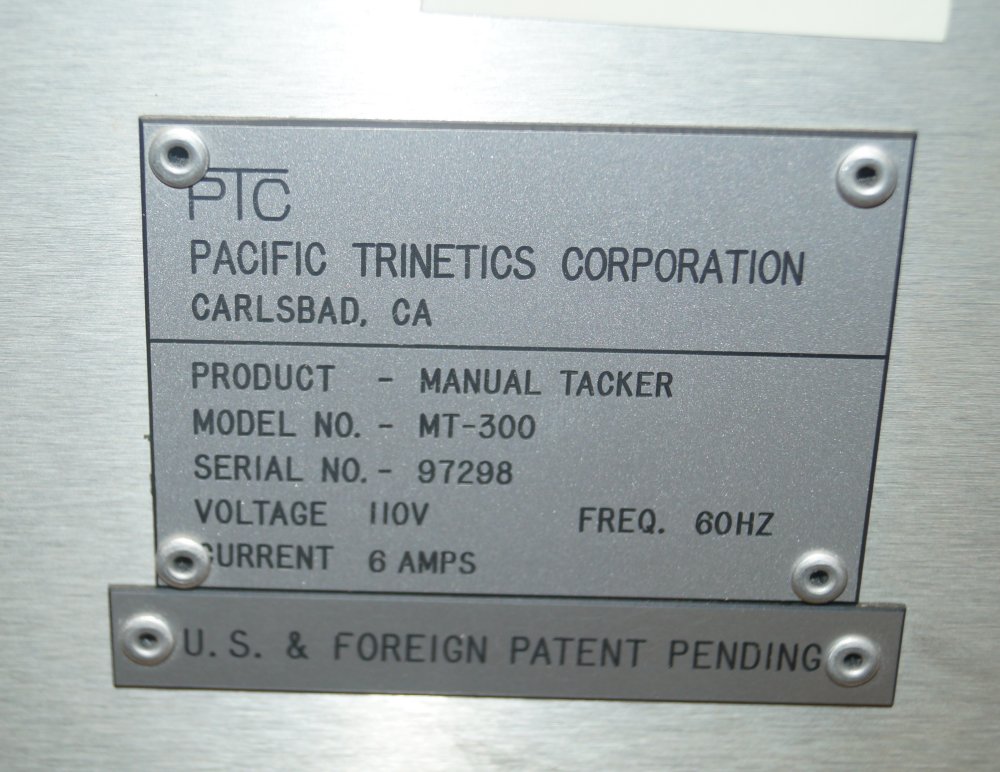 PTC
PACIFIC TRINETICS CORPORATION
CARLSBAD, CA
PRODUCT - MANUAL TACKER
MODEL NO. - MT-300
SERIAL NO. - 97298
VOLTAGE 110V FREQ. 60HZ
CURRENT 6 AMPS
U.S. & FOREIGN PATENT PENDING